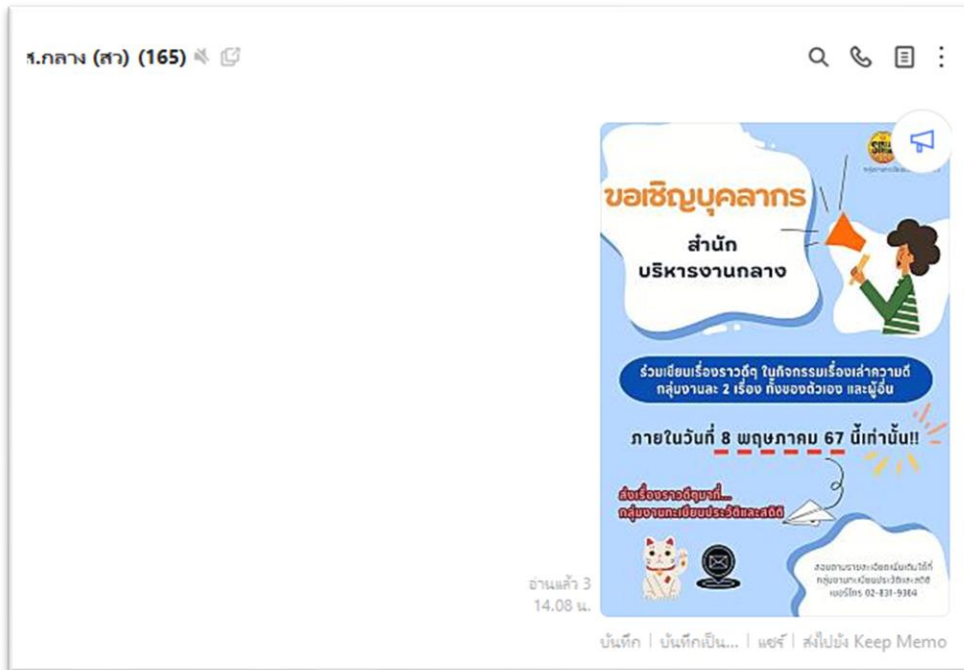 ส.กลาง (สว) (165)
ขอเชิญบุคลากร
สำนัก
บริหารงานกลาง
ร่วมเขียนเรื่องราวดีๆ ในกิจกรรมเรื่องเล่าความดี
กลุ่มงานละ 2 เรื่อง ทั้งของตัวเอง และผู้อื่น
ภายในวันที่ 8 พฤษภาคม 67 นี้เท่านั้น!!
ส่งเรื่องราวดีๆมาที่...
กลุ่มงานทะเบียนประวัติและสถิติ
สอบถามรายละเอียดเพิ่มเติมได้ที่
กลุ่มงานทะเบียนประวัติและสถิติ
เบอร์โทร 02-831-9364
อ่านแล้ว 3
14.08 น.
บันทึก | บันทึกเป็น... | แชร์ | ส่งไปยัง Keep Memo